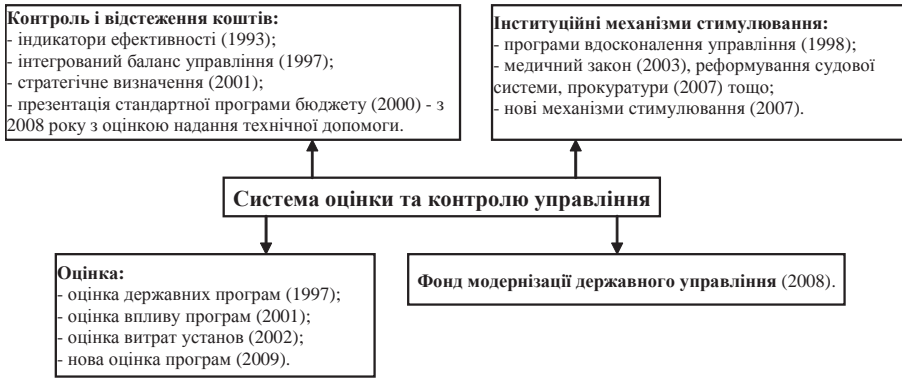 Контроль і відстеження коштів:
- індикатори ефективності (1993);
- інтегрований баланс управління (1997);
- стратегічне визначення (2001);
- презентація стандартної програми бюджету (2000) - з
2008 року з оцінкою надання технічної допомоги.
Інституційні механізми стимулювання:
- програми вдосконалення управління (1998);
- медичний закон (2003), реформування судової
системи, прокуратури (2007) тощо;
- нові механізми стимулювання (2007).
Система оцінки та контролю управління
Оцінка:
- оцінка державних програм (1997);
- оцінка впливу програм (2001);
- оцінка витрат установ (2002);
- нова оцінка програм (2009).
Фонд модернізації державного управління (2008).